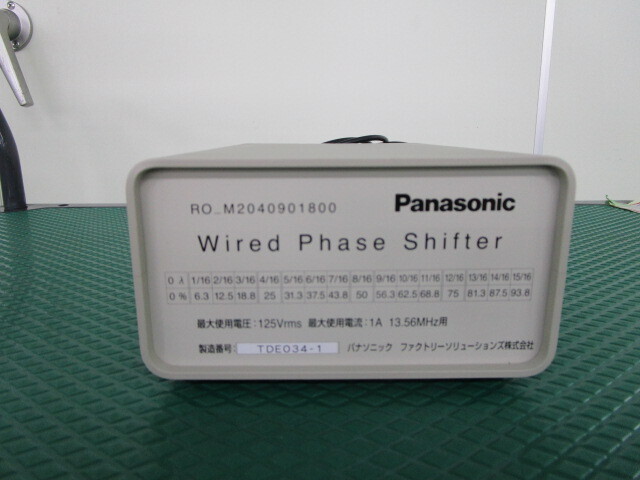 RO_M2040901800 Panasonic
Wired Phase Shifter
0 λ 1/16 2/16 3/16 4/16 5/16 6/16 7/16 8/16 9/16 10/16 11/16 12/16 13/16 14/16 15/16
0 % 6.3 12.5 18.8 25 31.3 37.5 43.8 50 56.3 62.5 68.8 75 81.3 87.5 93.8
最大使用電圧:125Vrms 最大使用電流:1A 13.56MHz用
製造番号: TDE034-1 パナソニック ファクトリーソリューションズ株式会社